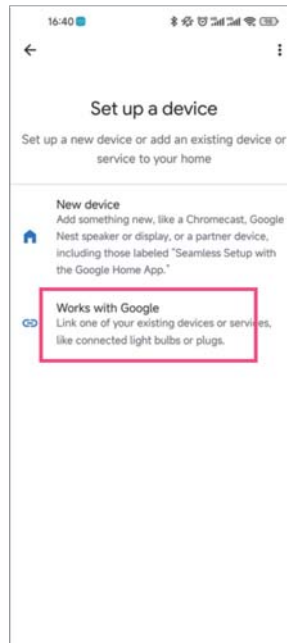 16:40
Set up a device
Set up a new device or add an existing device or
service to your home
New device
Add something new, like a Chromecast, Google
Nest speaker or display, or a partner device,
including those labeled "Seamless Setup with
the Google Home App."
Works with Google
Link one of your existing devices or services,
like connected light bulbs or plugs.